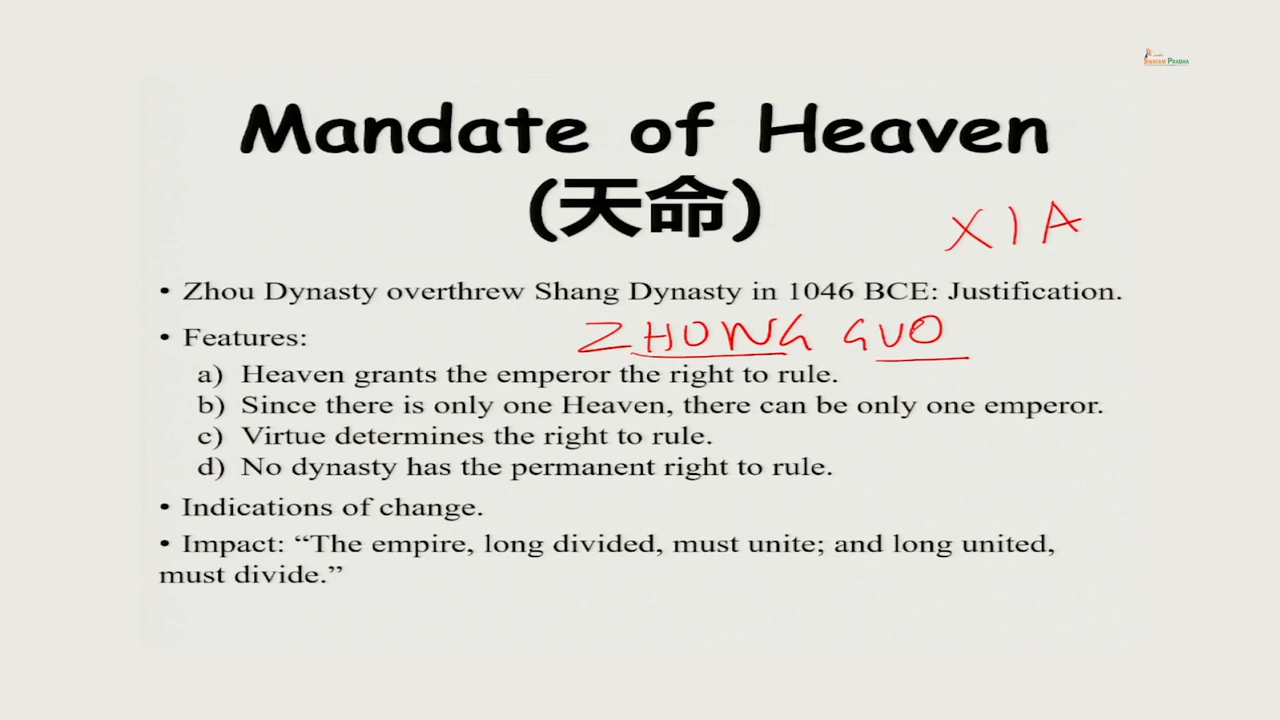 SWAYAM PRABHA
Mandate of Heaven
(天命)
XIA
• Zhou Dynasty overthrew Shang Dynasty in 1046 BCE: Justification.
• Features:
ZHONG GUO
a) Heaven grants the emperor the right to rule.
b) Since there is only one Heaven, there can be only one emperor.
c) Virtue determines the right to rule.
d) No dynasty has the permanent right to rule.
• Indications of change.
• Impact: “The empire, long divided, must unite; and long united,
must divide.”